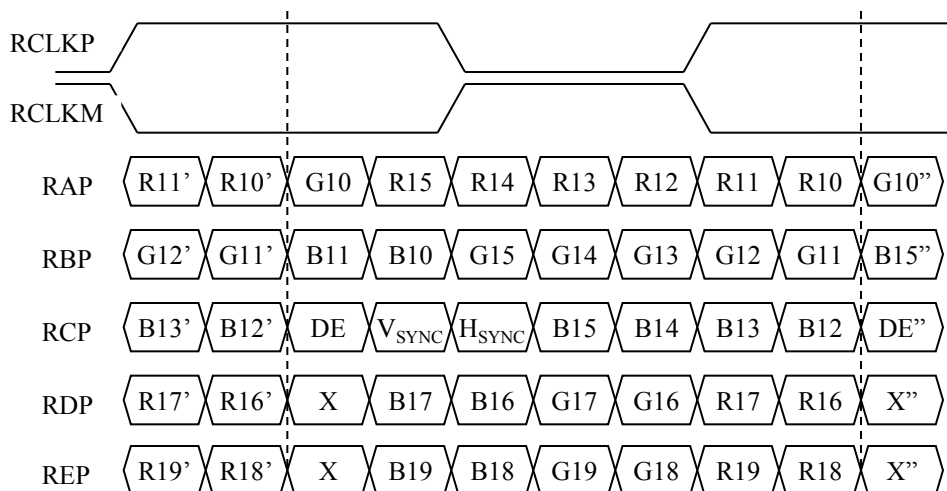 RCLKP
RCLKM
RAP R11’ R10’ G10 R15 R14 R13 R12 R11 R10 G10”
RBP G12’ G11’ B11 B10 G15 G14 G13 G12 G11 B15”
RCP B13’ B12’ DE VSYNC HSYNC B15 B14 B13 B12 DE”
RDP R17’ R16’ X B17 B16 G17 G16 R17 R16 X”
REP R19’ R18’ X B19 B18 G19 G18 R19 R18 X”